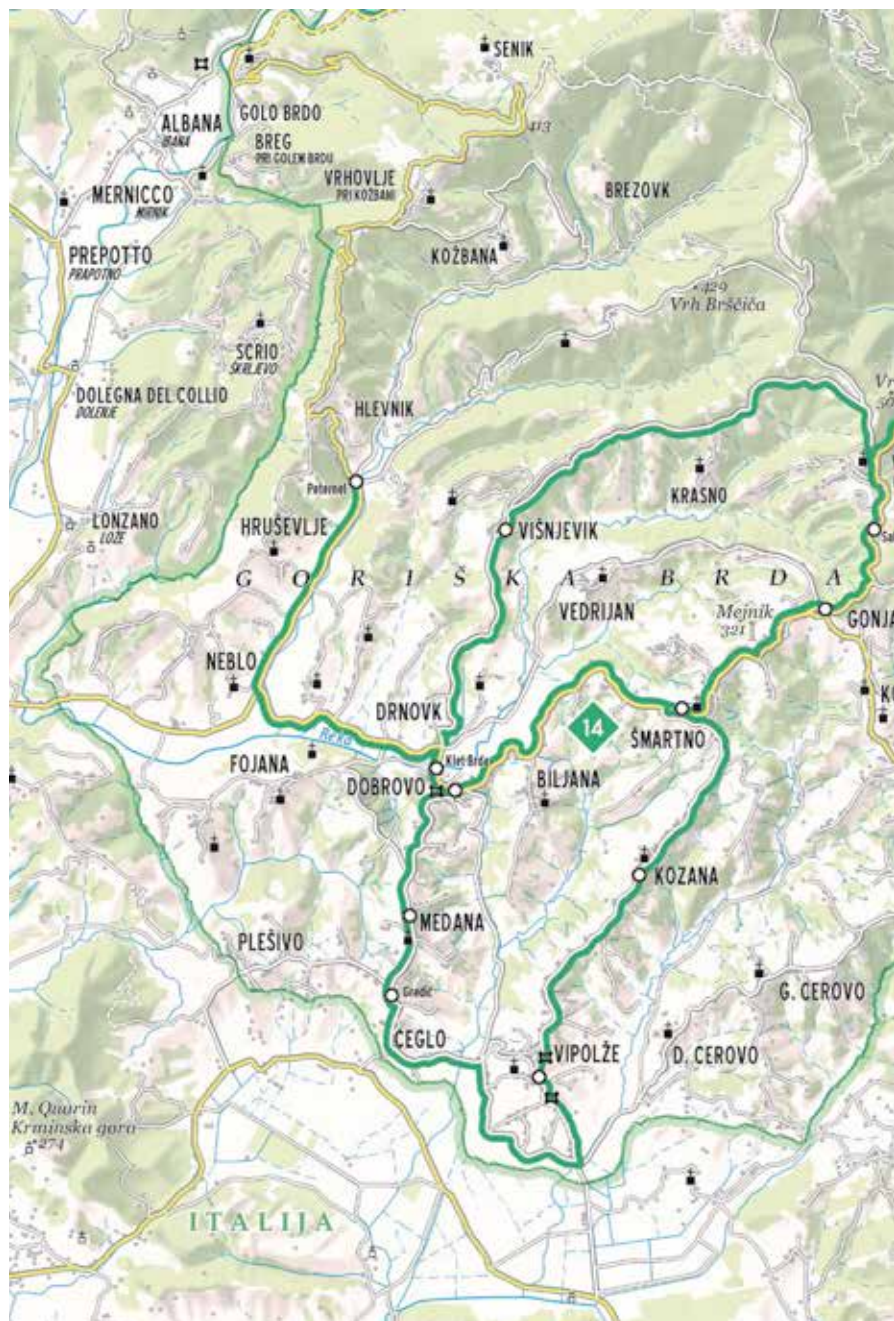 SENIK
ALBANA
IBANA
GOLO BRDO
BREG
PRI GOLEM BRDU
413
MERNICCO
MIRNIK
VRHOVLJE
PRI KOŽBANI
BREZOVK
KOŽBANA
PREPOTTO
PRAPOTNO
429
Vrh Brščiča
SCRIO
ŠKRLJEVO
DOLEGNA DEL COLLIO
DOLENJE
HLEVNIK
Peternel
KRASNO
LONZANO
LOŽE
HRUŠEVLJE
VIŠNJEVIK
GORIŠKA BRDA
VEDRIJAN
Mejnik
321
GONJA
NEBLO
DRNOVK
14
ŠMARTNO
Reka
FOJANA
Klet Brda
DOBROVO
BILJANA
KOZANA
MEDANA
PLEŠIVO
Gradič
G. CEROVO
CEGLO
VIPOLŽE
D. CEROVO
M. Quarin
Krminska gora
274
ITALIJA